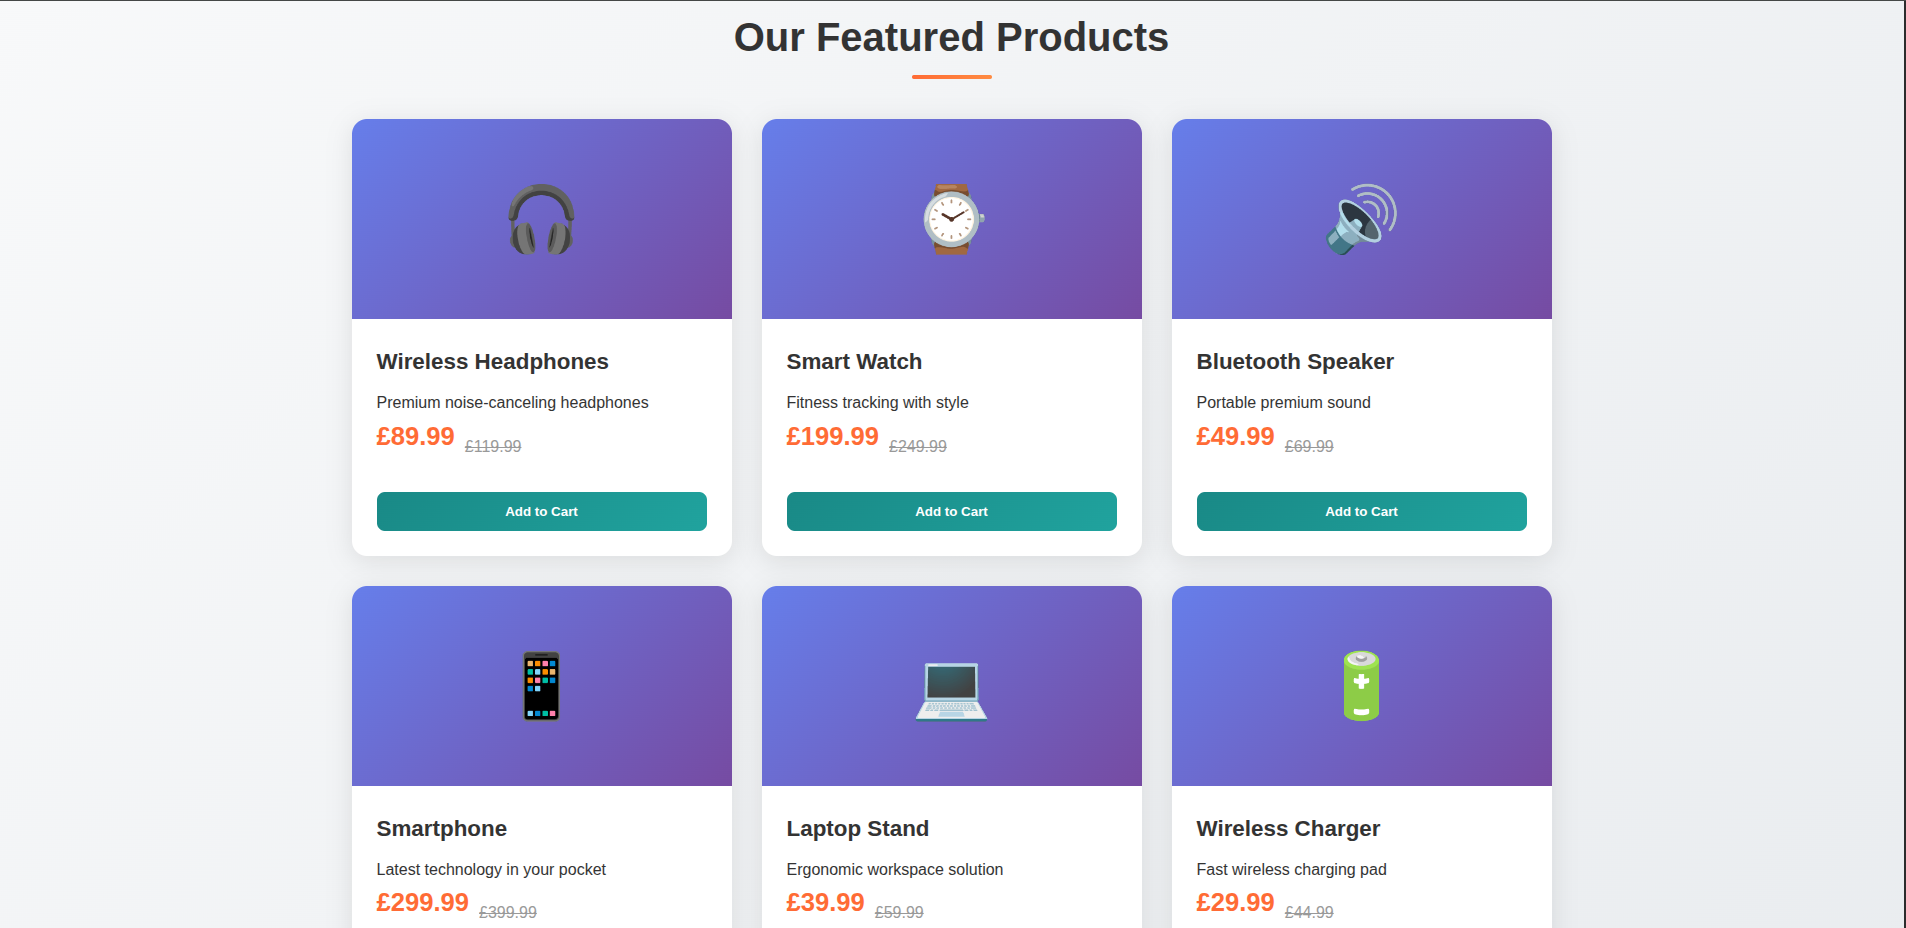 Our Featured Products
Wireless Headphones
Premium noise-canceling headphones
£89.99 £119.99
Add to Cart
Smart Watch
Fitness tracking with style
£199.99 £249.99
Add to Cart
Bluetooth Speaker
Portable premium sound
£49.99 £69.99
Add to Cart
Smartphone
Latest technology in your pocket
£299.99 £399.99
Laptop Stand
Ergonomic workspace solution
£39.99 £59.99
Wireless Charger
Fast wireless charging pad
£29.99 £44.99